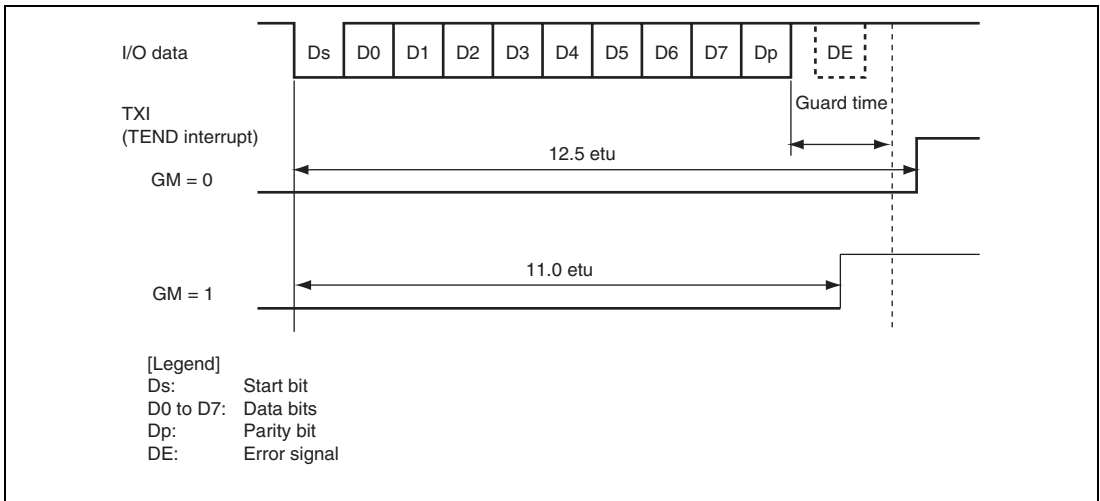 I/O data
Ds D0 D1 D2 D3 D4 D5 D6 D7 Dp DE
Guard time
TXI
(TEND interrupt)
12.5 etu
GM = 0
11.0 etu
GM = 1
[Legend]
Ds: Start bit
D0 to D7: Data bits
Dp: Parity bit
DE: Error signal